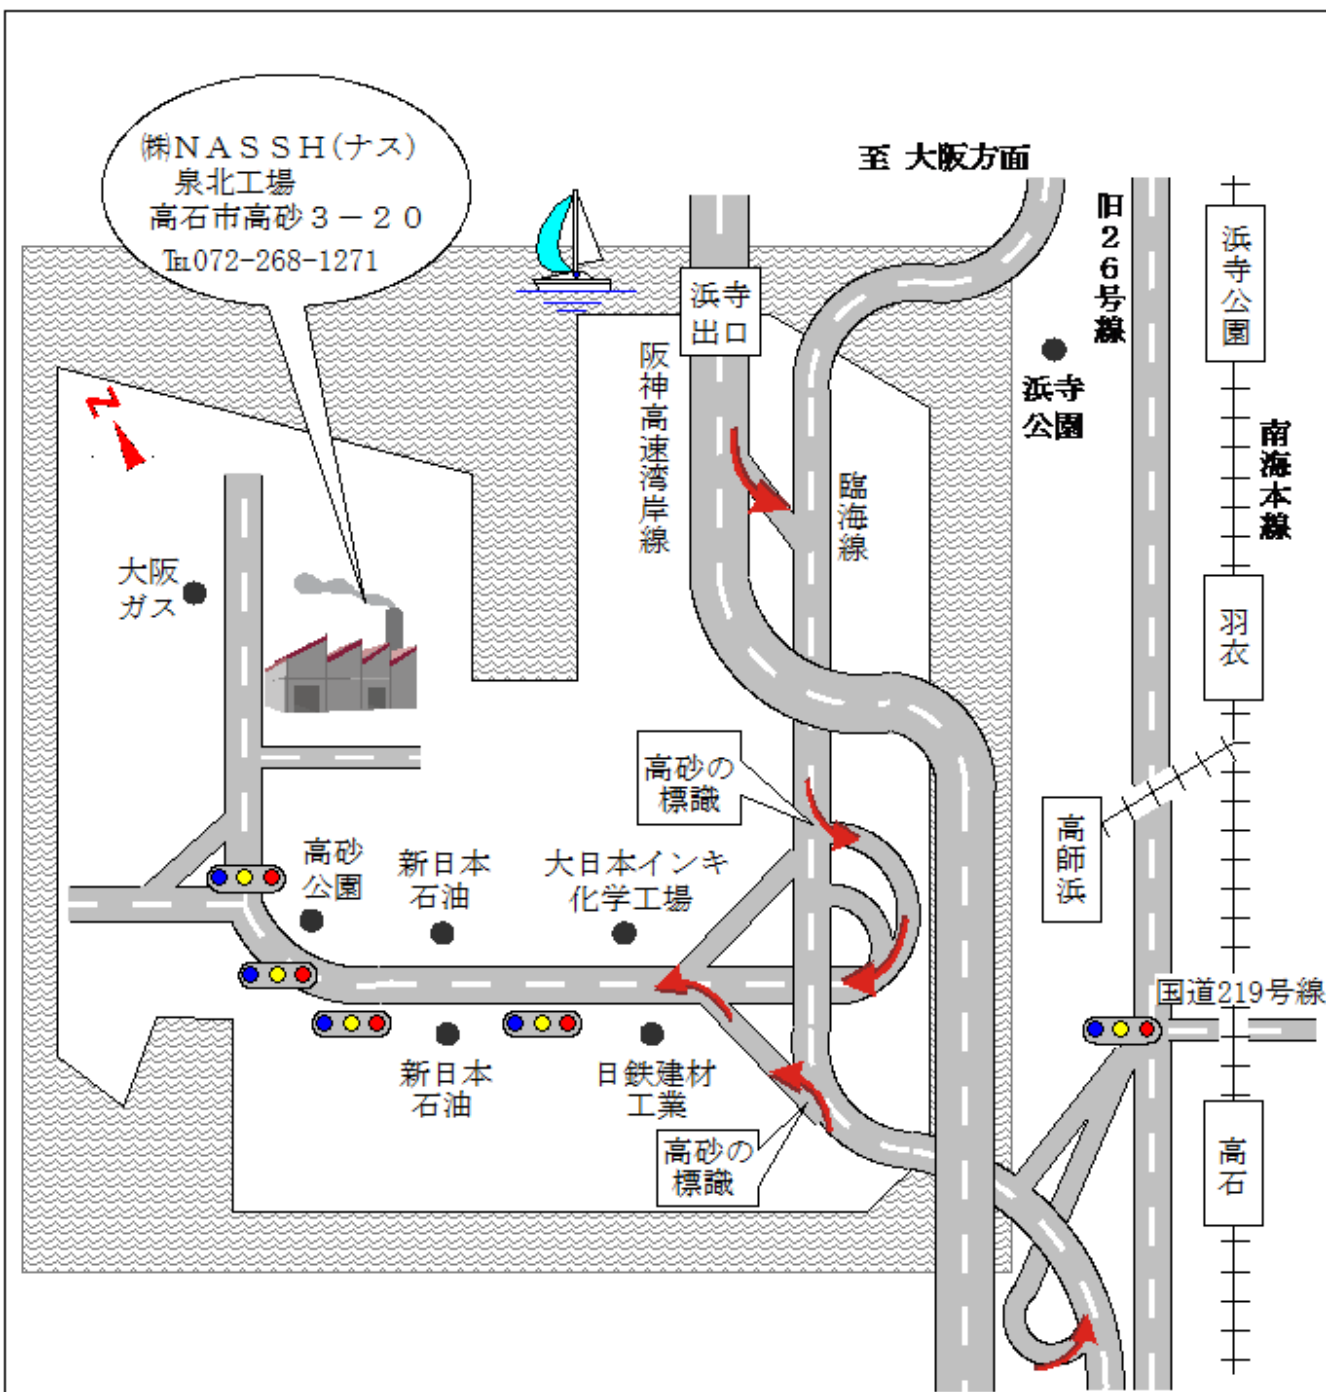 ㈱ＮＡＳＳＨ(ナス)
泉北工場
高石市高砂３－２０
℡072-268-1271
至 大阪方面
旧２６号線
浜寺公園
浜寺
出口
阪神高速湾岸線
臨海線
浜寺
公園
南海本線
N
大阪
ガス
羽衣
高砂の
標識
高師浜
高砂
公園
新日本
石油
大日本インキ
化学工場
国道219号線
新日本
石油
日鉄建材
工業
高砂の
標識
高石